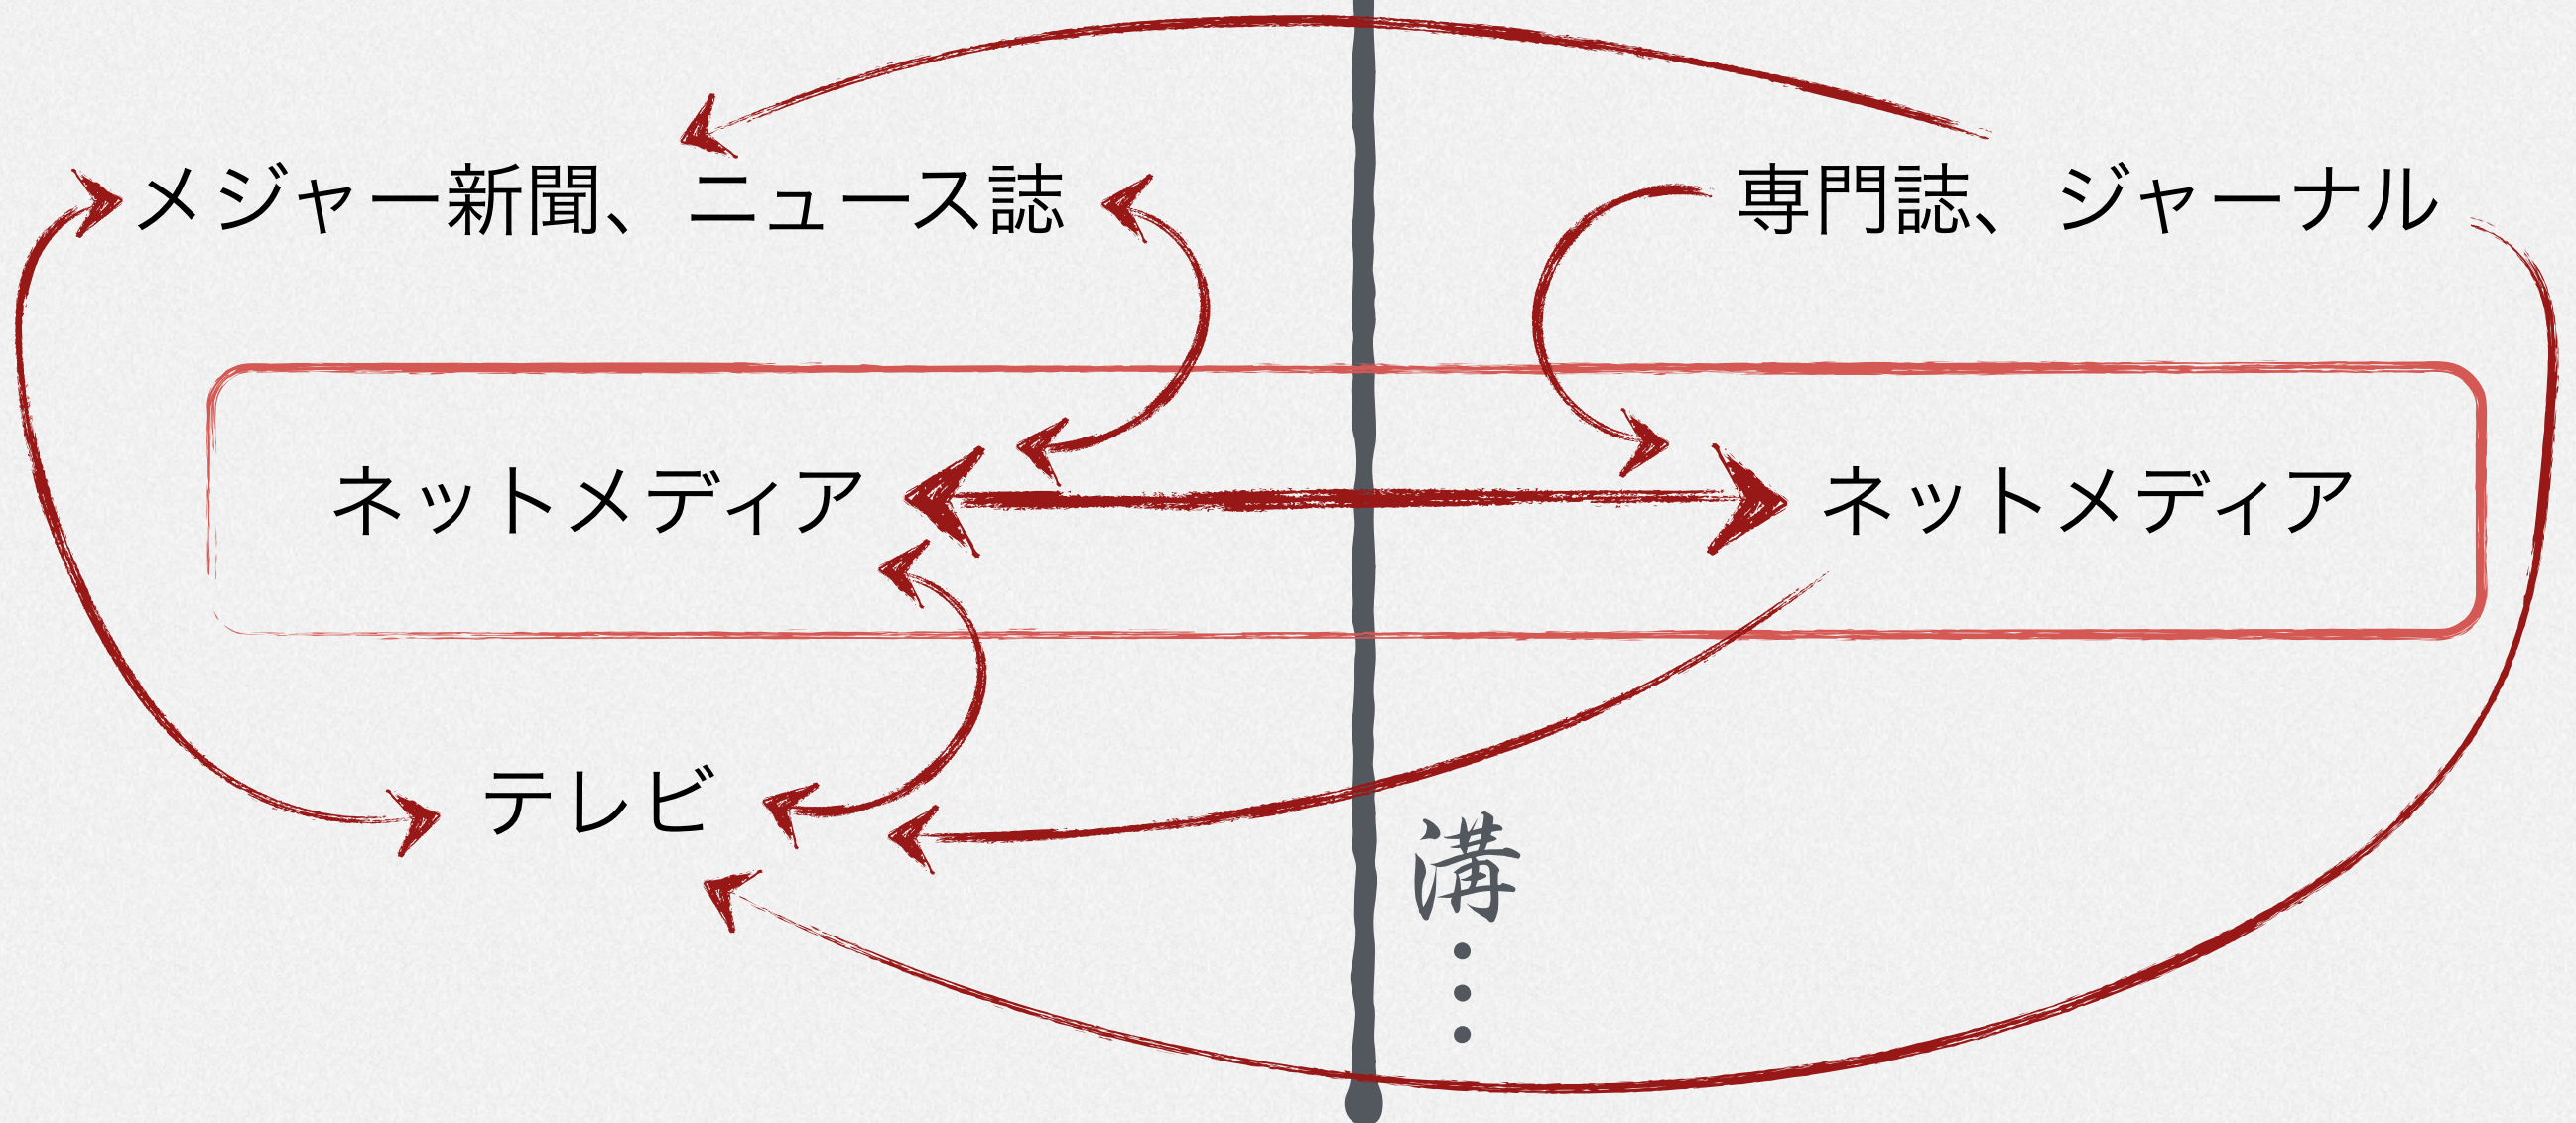 メジャー新聞、ニュース誌
専門誌、ジャーナル
ネットメディア
ネットメディア
テレビ
溝
⋮